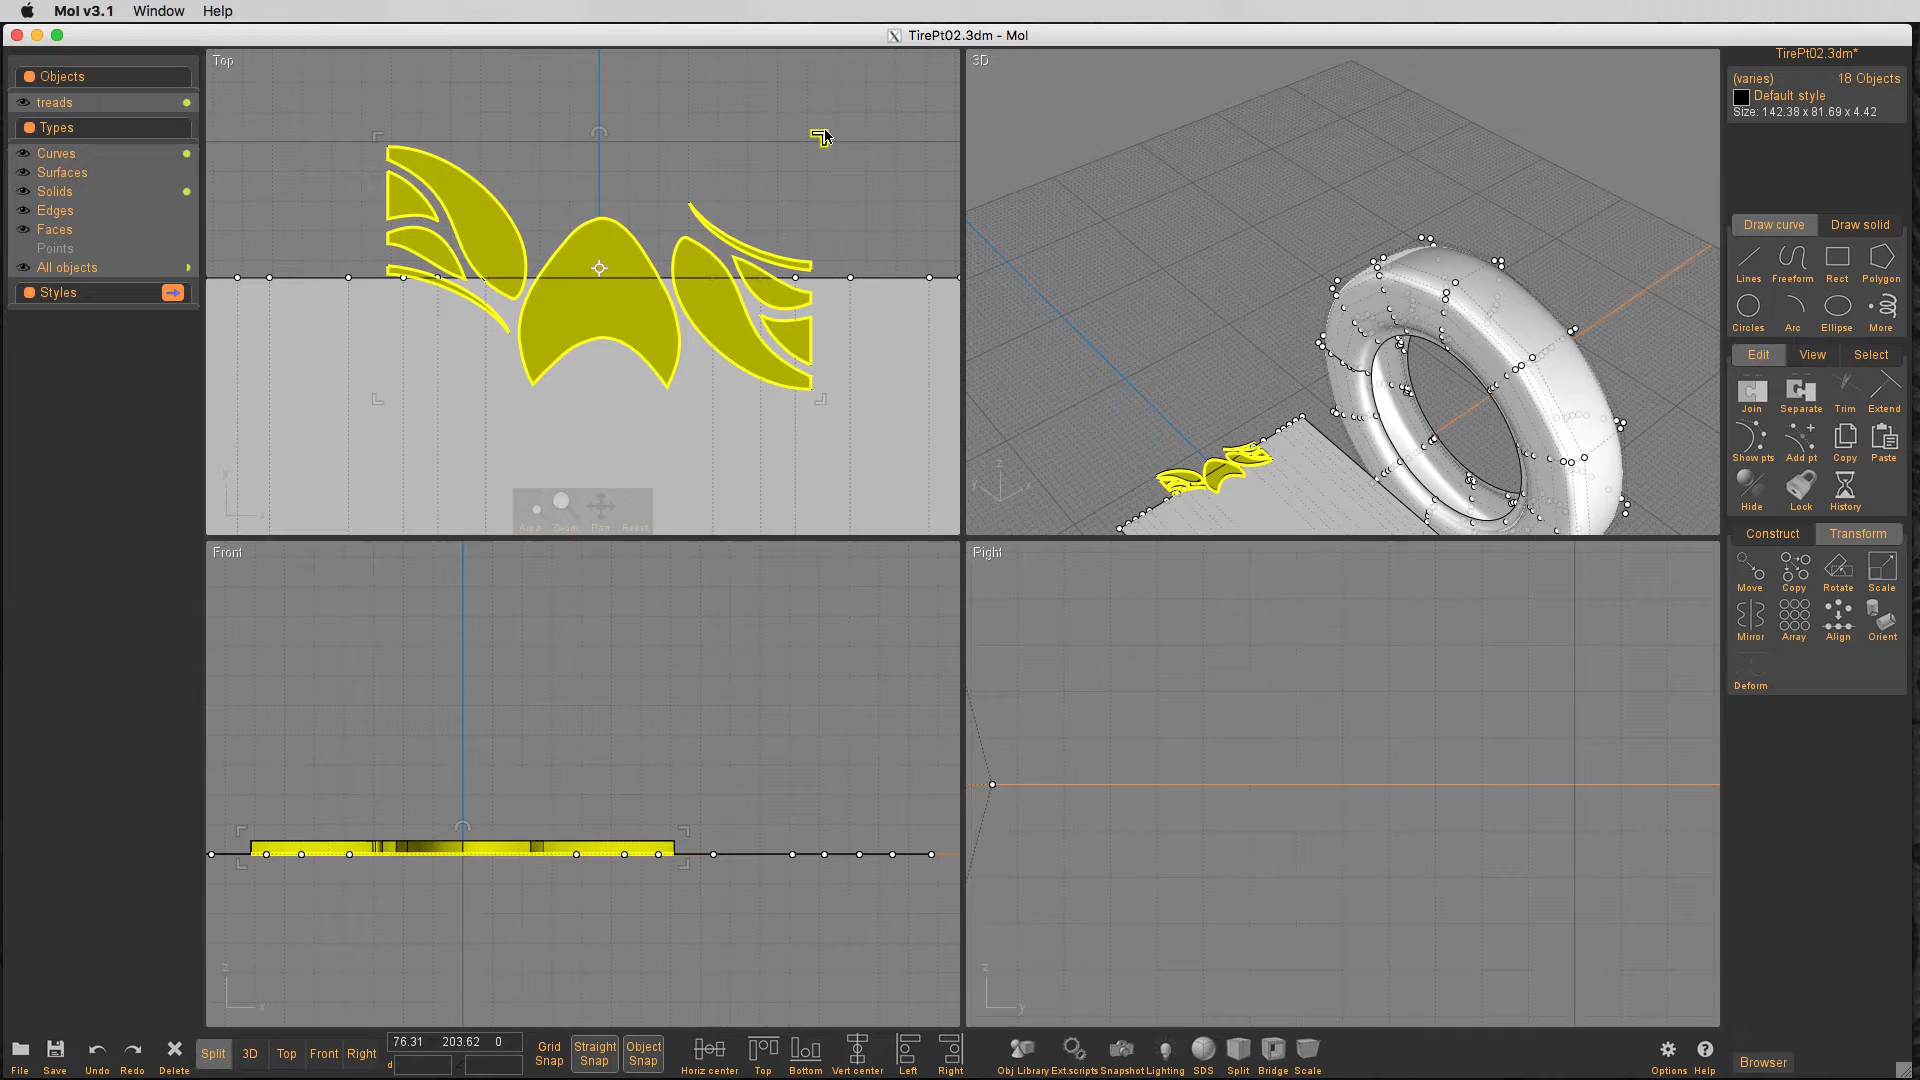 MoI v3.1 Window Help
TirePt02.3dm - MoI
Objects
treads
Types
Curves
Surfaces
Solids
Edges
Faces
Points
All objects
Styles
Top
3D
Area Zoom Pan Reset
Front
Right
TirePt02.3dm*
(varies) 18 Objects
Default style
Size: 142.38 x 81.69 x 4.42
Draw curve Draw solid
Lines Freeform Rect Polygon
Circles Arc Ellipse More
Edit View Select
Join Separate Trim Extend
Show pts Add pt Copy Paste
Hide Lock History
Construct Transform
Move Copy Rotate Scale
Mirror Array Align Orient
Deform
y
x
z
x
z
y
z
y
x
File Save Undo Redo Delete
Split 3D Top Front Right
76.31 203.62 0
d
Grid Snap
Straight Snap
Object Snap
Horiz center Top Bottom Vert center Left Right
Obj Library Ext.scripts Snapshot Lighting SDS Split Bridge Scale
Options Help
Browser